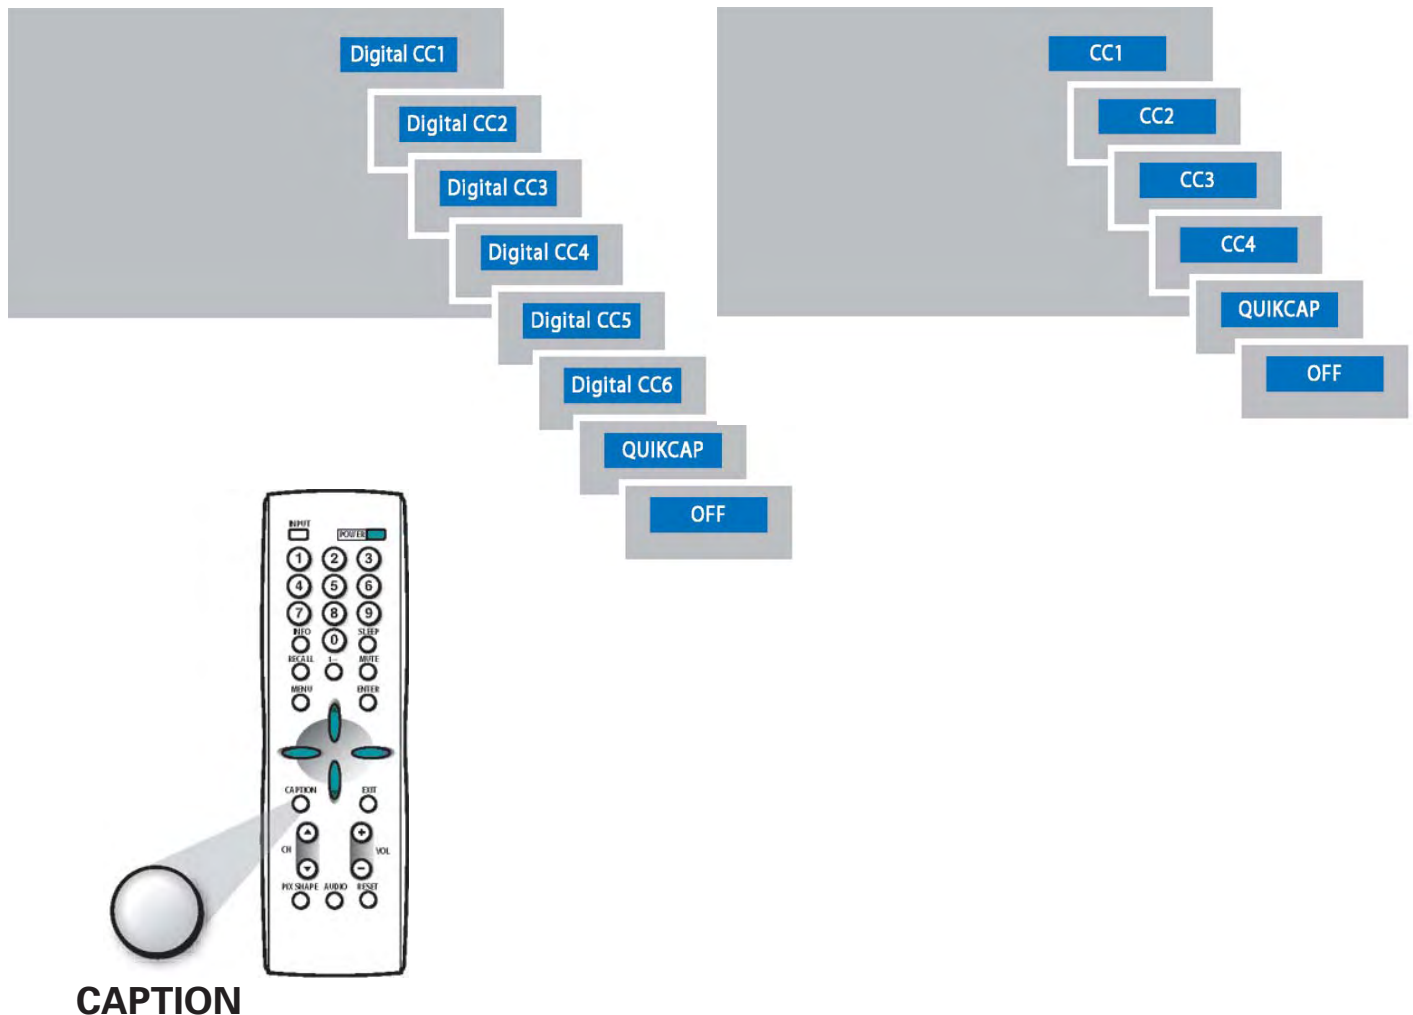 Digital CC1
Digital CC2
Digital CC3
Digital CC4
Digital CC5
Digital CC6
QUIKCAP
OFF
CC1
CC2
CC3
CC4
QUIKCAP
OFF
INPUT POWER
1 2 3
4 5 6
7 8 9
INFO 0 SLEEP
RECALL 1-- MUTE
MENU ENTER
CAPTION EXIT
+
CH VOL
−
PIX SHAPE AUDIO RESET
CAPTION